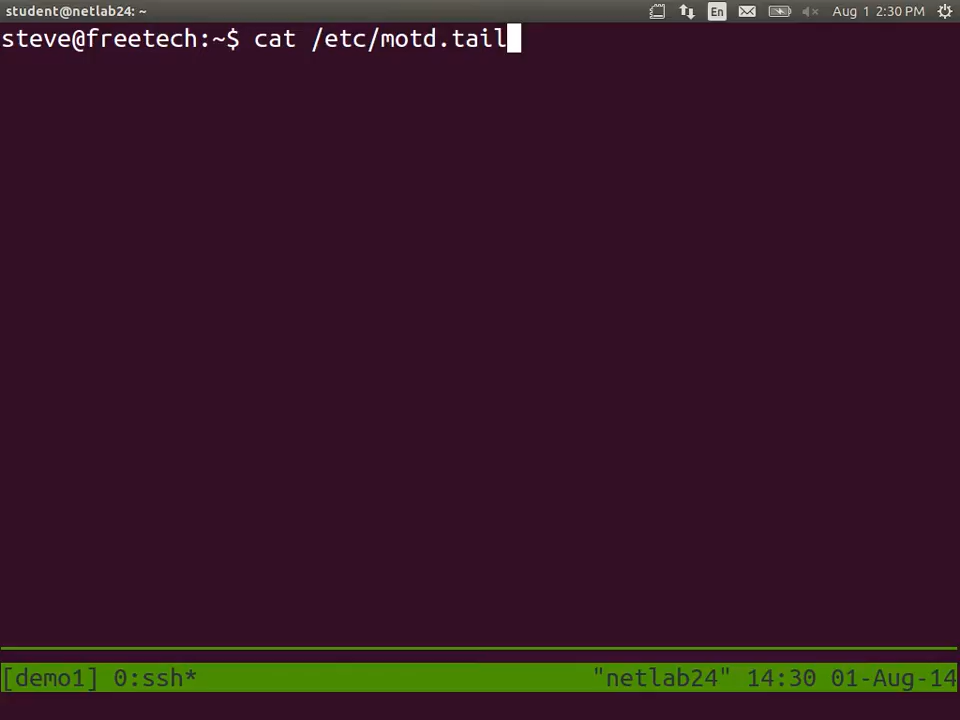 student@netlab24: ~ En Aug 1 2:30 PM
steve@freetech:~$ cat /etc/motd.tail
[demo1] 0:ssh* "netlab24" 14:30 01-Aug-14